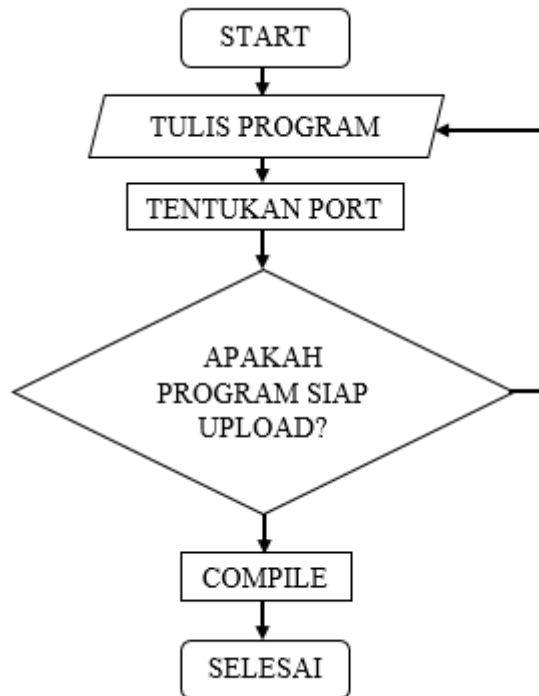 START
TULIS PROGRAM
TENTUKAN PORT
APAKAH
PROGRAM SIAP
UPLOAD?
COMPILE
SELESAI